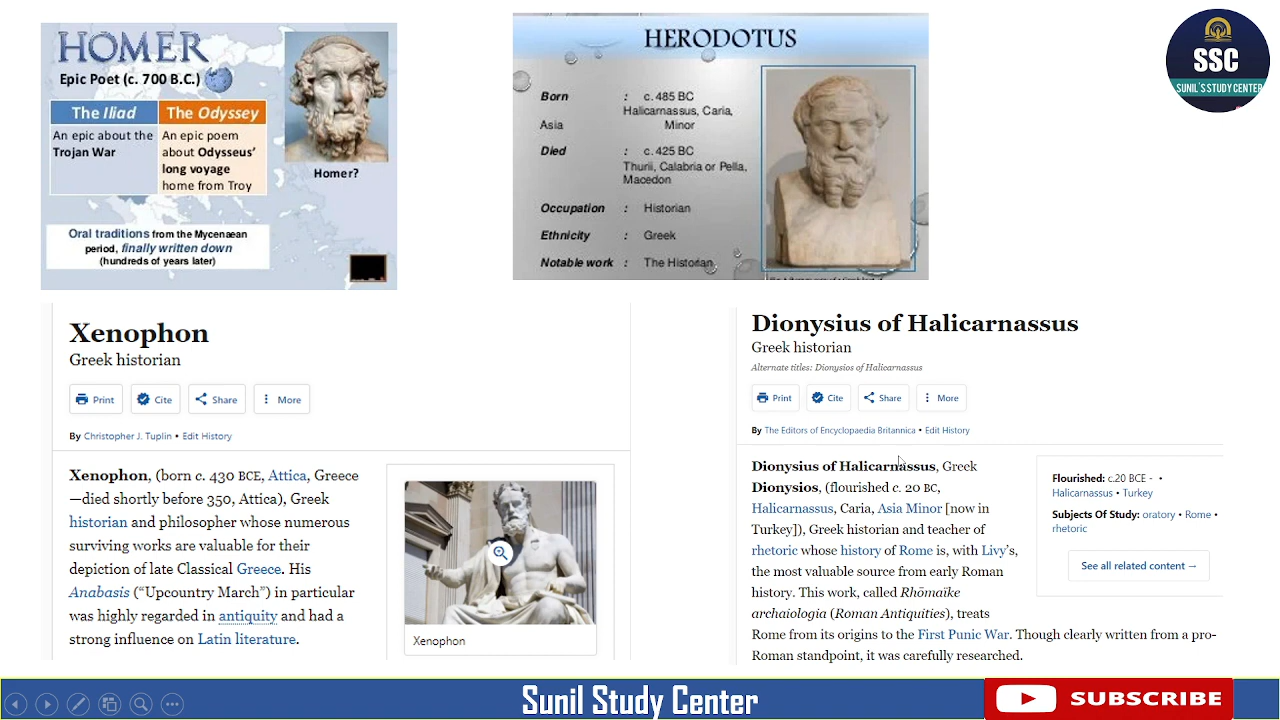 HOMER
Epic Poet (c. 700 B.C.)
The Iliad
The Odyssey
An epic about the
Trojan War
An epic poem
about Odysseus’
long voyage
home from Troy
Homer?
Oral traditions from the Mycenæan
period, finally written down
(hundreds of years later)
HERODOTUS
Born : c. 485 BC
Halicarnassus, Caria,
Asia Minor
Died : c. 425 BC
Thurii, Calabria or Pella,
Macedon
Occupation : Historian
Ethnicity : Greek
Notable work : The Historian
SSC
SUNIL'S STUDY CENTER
Xenophon
Greek historian
Print Cite Share More
By Christopher J. Tuplin • Edit History
Xenophon, (born c. 430 BCE, Attica, Greece
—died shortly before 350, Attica), Greek
historian and philosopher whose numerous
surviving works are valuable for their
depiction of late Classical Greece. His
Anabasis (“Upcountry March”) in particular
was highly regarded in antiquity and had a
strong influence on Latin literature.
Xenophon
Dionysius of Halicarnassus
Greek historian
Alternate titles: Dionysios of Halicarnassus
Print Cite Share More
By The Editors of Encyclopaedia Britannica • Edit History
Dionysius of Halicarnassus, Greek
Dionysios, (flourished c. 20 BC,
Halicarnassus, Caria, Asia Minor [now in
Turkey]), Greek historian and teacher of
rhetoric whose history of Rome is, with Livy’s,
the most valuable source from early Roman
history. This work, called Rhōmaïke
archaiologia (Roman Antiquities), treats
Rome from its origins to the First Punic War. Though clearly written from a pro-
Roman standpoint, it was carefully researched.
Flourished: c.20 BCE - •
Halicarnassus • Turkey
Subjects Of Study: oratory • Rome •
rhetoric
See all related content →
Sunil Study Center
SUBSCRIBE